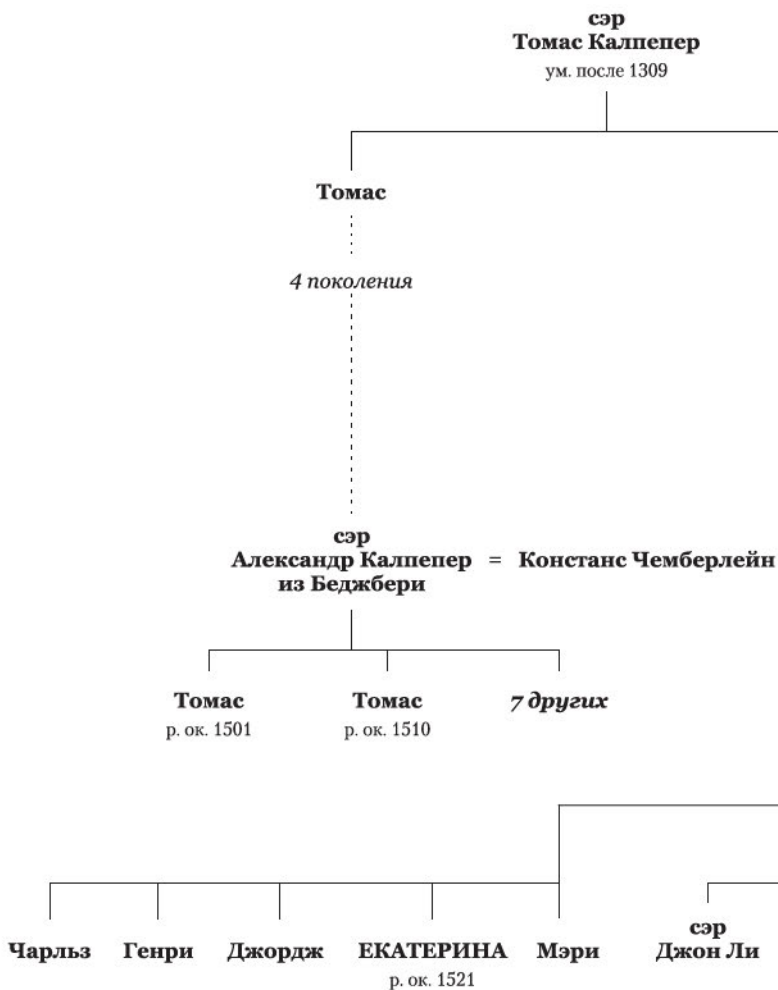 сэр
Томас Калпепер
ум. после 1309
Томас
4 поколения
сэр
Александр Калпепер = Констанс Чемберлейн
из Беджбери
Томас Томас 7 других
р. ок. 1501 р. ок. 1510
сэр
Чарльз Генри Джордж ЕКАТЕРИНА Мэри Джон Ли
р. ок. 1521